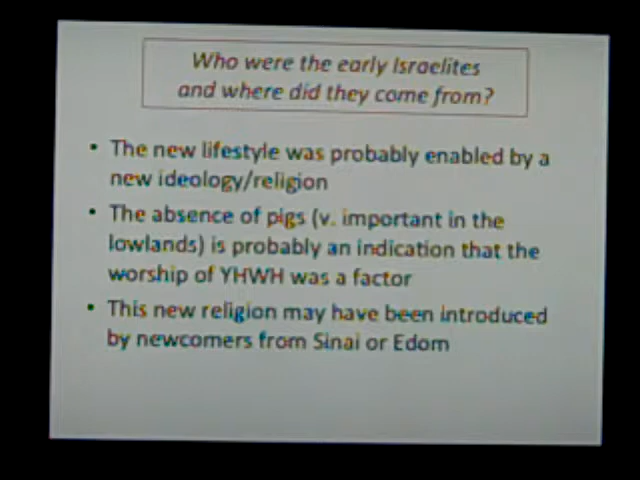 Who were the early Israelites
and where did they come from?
• The new lifestyle was probably enabled by a
new ideology/religion
• The absence of pigs (v. important in the
lowlands) is probably an indication that the
worship of YHWH was a factor
• This new religion may have been introduced
by newcomers from Sinai or Edom